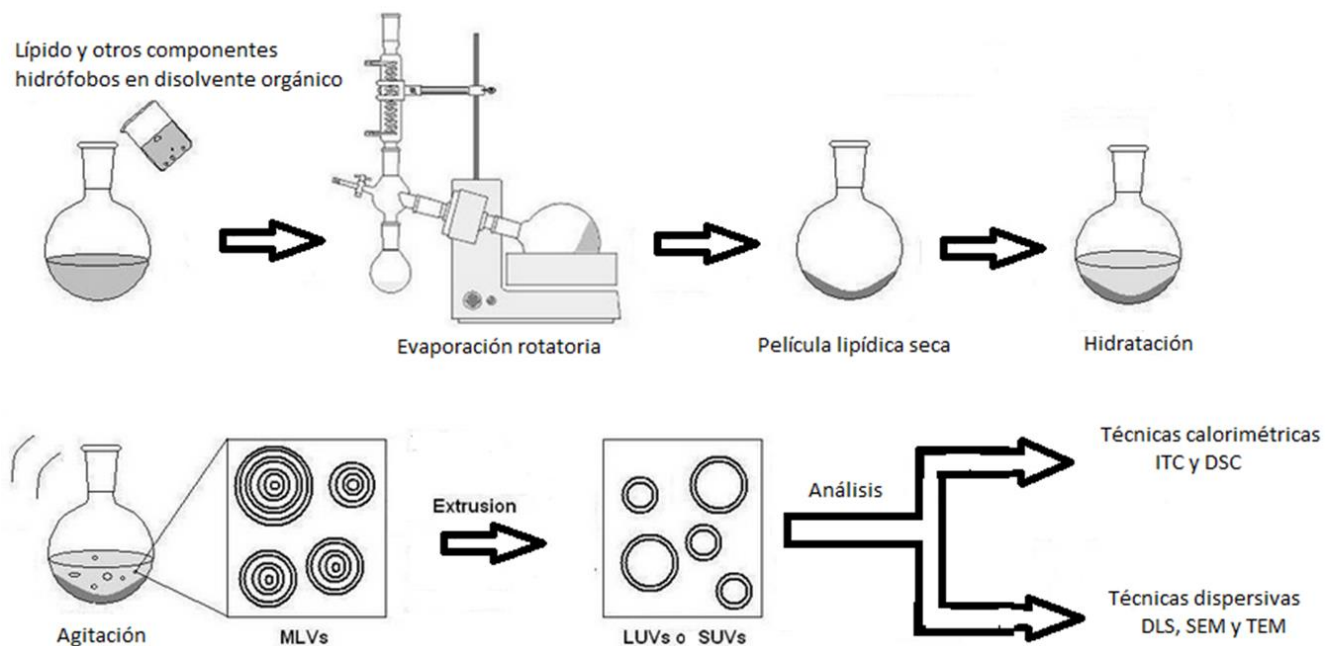 Lípido y otros componentes
hidrófobos en disolvente orgánico
Evaporación rotatoria
Película lipídica seca
Hidratación
Agitación
MLVs
Extrusion
LUVs o SUVs
Análisis
Técnicas calorimétricas
ITC y DSC
Técnicas dispersivas
DLS, SEM y TEM